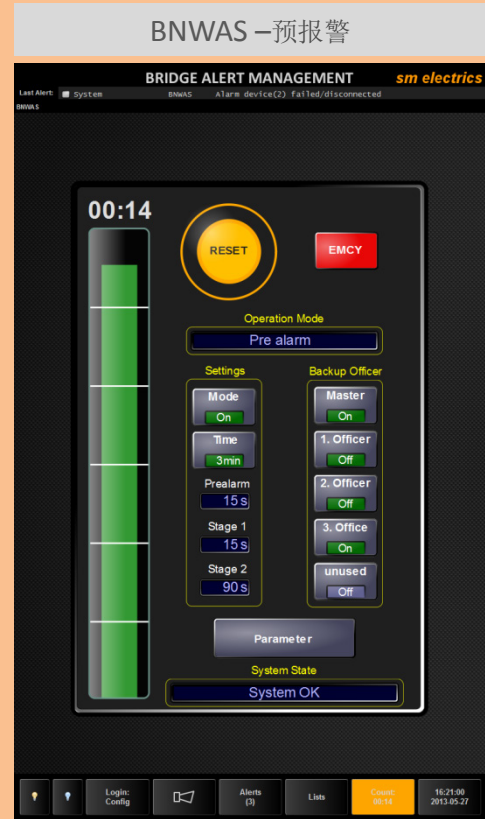 BNWAS –预报警
BRIDGE ALERT MANAGEMENT sm electrics
Last Alert: System BNWAS Alarm device(2) failed/disconnected
BNWAS
00:14
RESET
EMCY
Operation Mode
Pre alarm
Settings
Backup Officer
Mode
On
Master
On
Time
3min
1. Officer
Off
Prealarm
15 s
2. Officer
Off
Stage 1
15 s
3. Office
On
Stage 2
90 s
unused
Off
Parameter
System State
System OK
Login:
Config
Alerts
(3)
Lists
Count:
00:14
16:21:00
2013-05-27